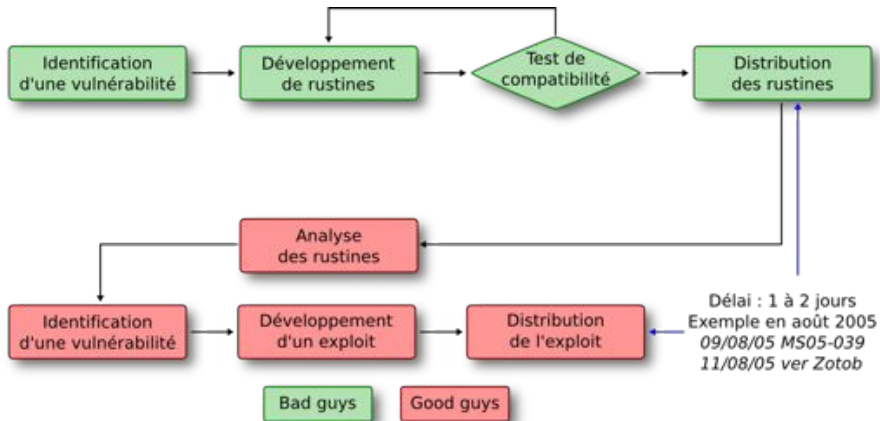 Identification
d'une vulnérabilité
Développement
de rustines
Test de
compatibilité
Distribution
des rustines
Analyse
des rustines
Identification
d'une vulnérabilité
Développement
d'un exploit
Distribution
de l'exploit
Délai : 1 à 2 jours
Exemple en août 2005
09/08/05 MS05-039
11/08/05 ver Zotob
Bad guys
Good guys